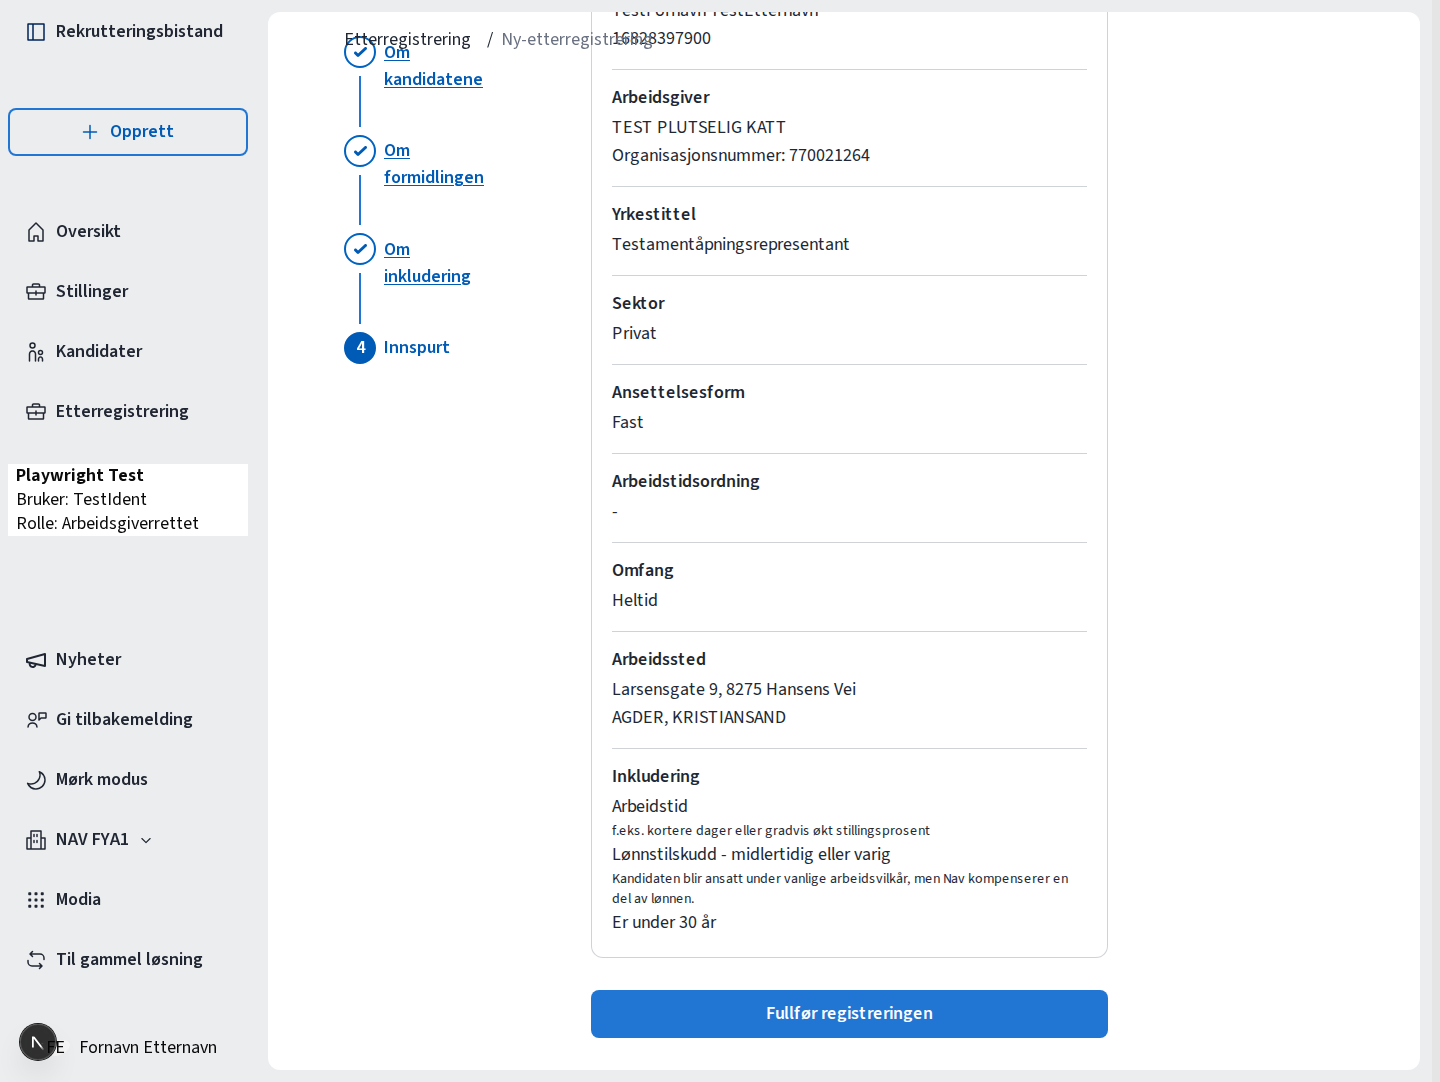 Rekrutteringsbistand
Opprett
Oversikt
Stillinger
Kandidater
Etterregistrering
Playwright Test
Bruker: TestIdent
Rolle: Arbeidsgiverrettet
Nyheter
Gi tilbakemelding
Mørk modus
NAV FYA1
Modia
Til gammel løsning
FE Fornavn Etternavn
Etterregistrering / Ny-etterregistrering
Om
kandidatene
Om
formidlingen
Om
inkludering
4 Innspurt
TestFornavn TestEtternavn
16828397900
Arbeidsgiver
TEST PLUTSELIG KATT
Organisasjonsnummer: 770021264
Yrkestittel
Testamentåpningsrepresentant
Sektor
Privat
Ansettelsesform
Fast
Arbeidstidsordning
-
Omfang
Heltid
Arbeidssted
Larsensgate 9, 8275 Hansens Vei
AGDER, KRISTIANSAND
Inkludering
Arbeidstid
f.eks. kortere dager eller gradvis økt stillingsprosent
Lønnstilskudd - midlertidig eller varig
Kandidaten blir ansatt under vanlige arbeidsvilkår, men Nav kompenserer en
del av lønnen.
Er under 30 år
Fullfør registreringen